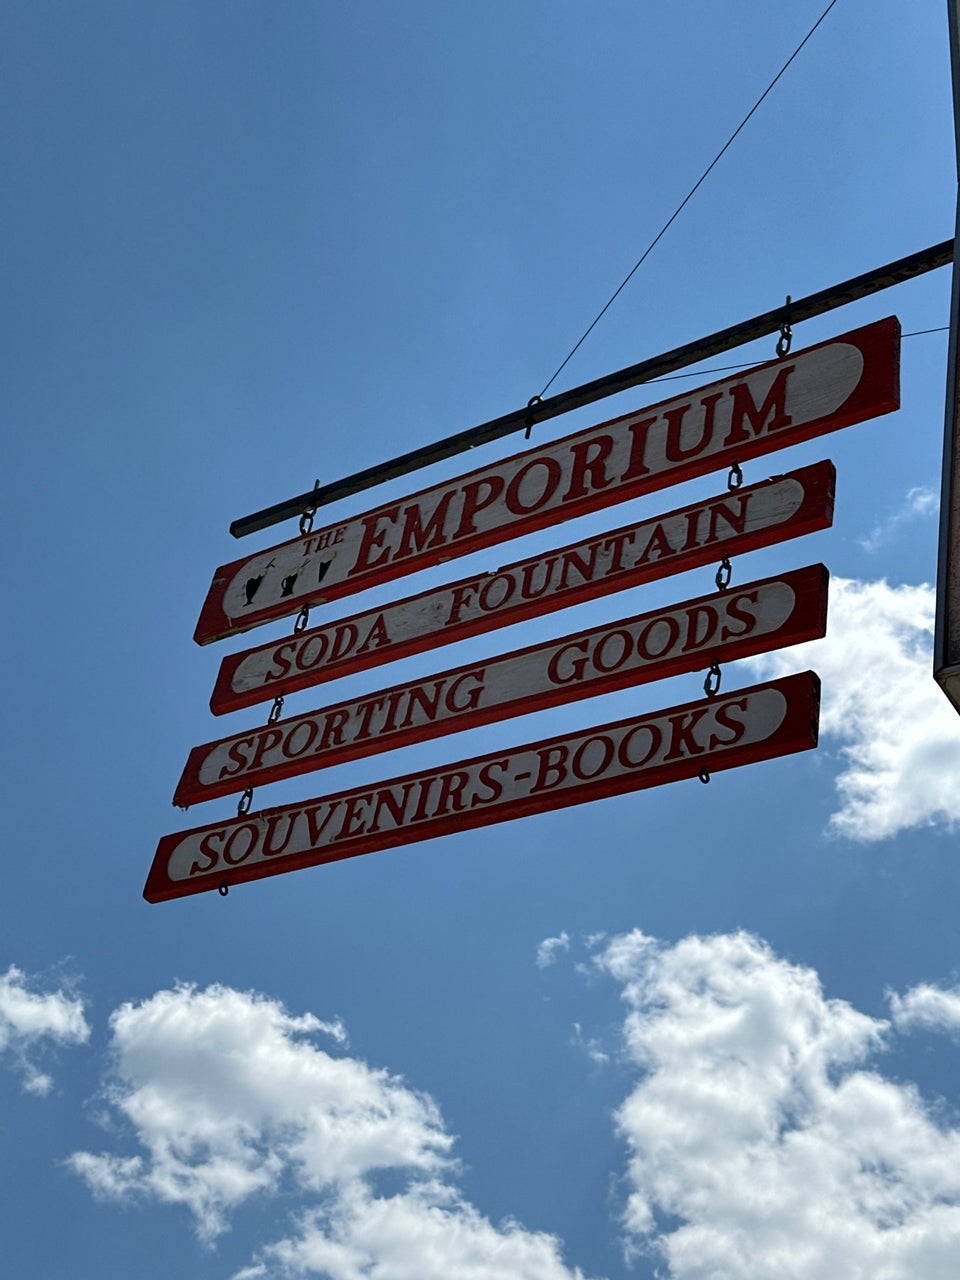 THE EMPORIUM
SODA FOUNTAIN
SPORTING GOODS
SOUVENIRS-BOOKS